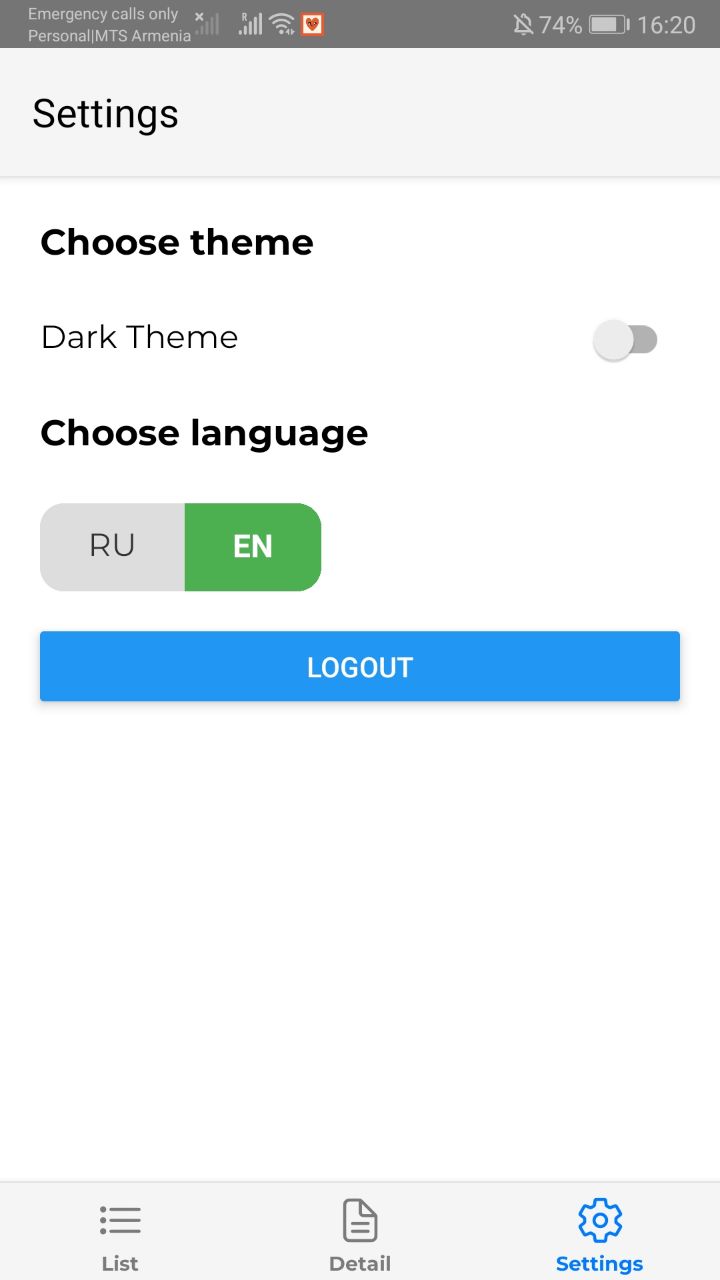 Emergency calls only
Personal|MTS Armenia
R
74%
16:20
Settings
Choose theme
Dark Theme
Choose language
RU
EN
LOGOUT
List
Detail
Settings